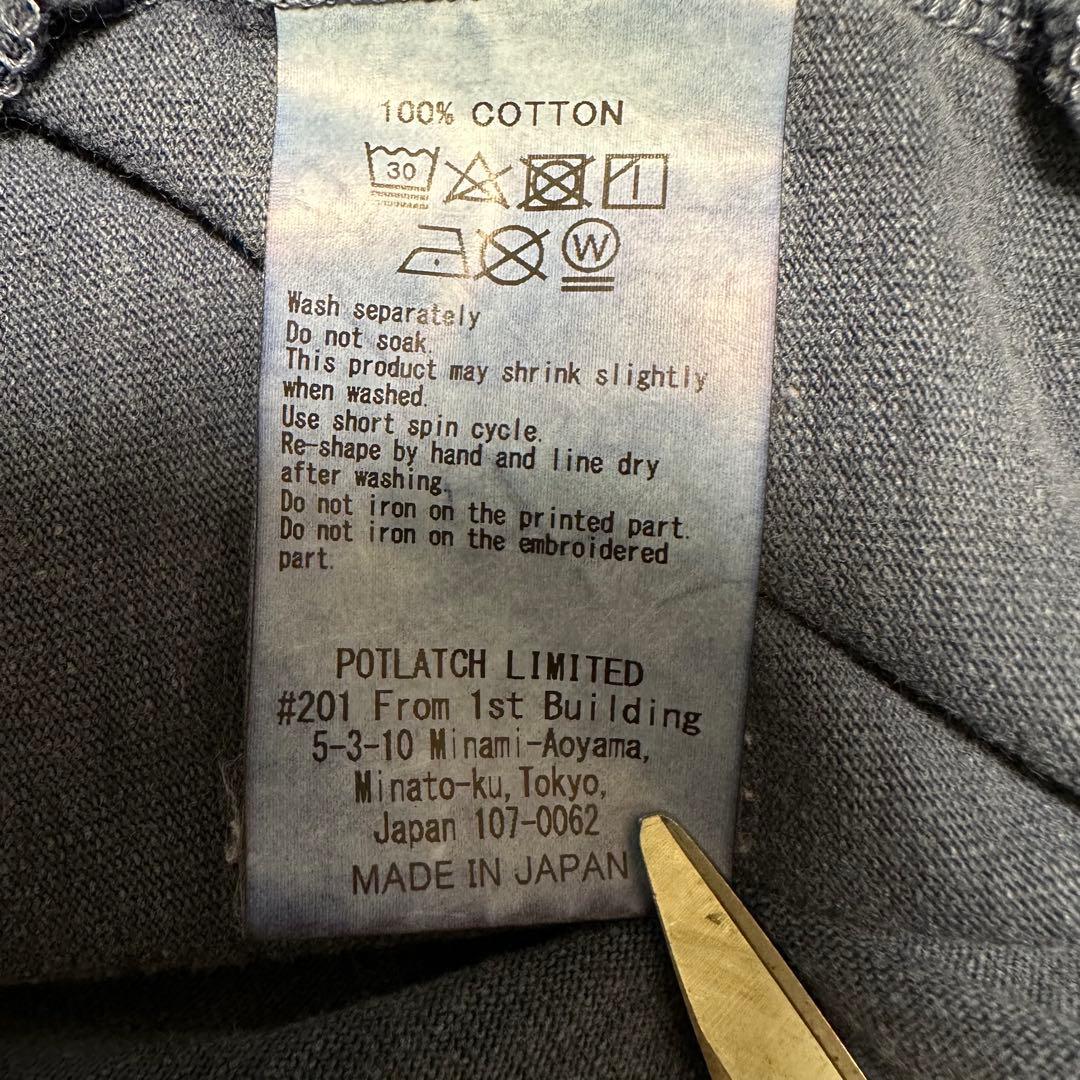 100% COTTON
30
W
Wash separately
Do not soak.
This product may shrink slightly
when washed.
Use short spin cycle.
Re-shape by hand and line dry
after washing.
Do not iron on the printed part.
Do not iron on the embroidered
part.
POTLATCH LIMITED
#201 From 1st Building
5-3-10 Minami-Aoyama,
Minato-ku, Tokyo,
Japan 107-0062
MADE IN JAPAN